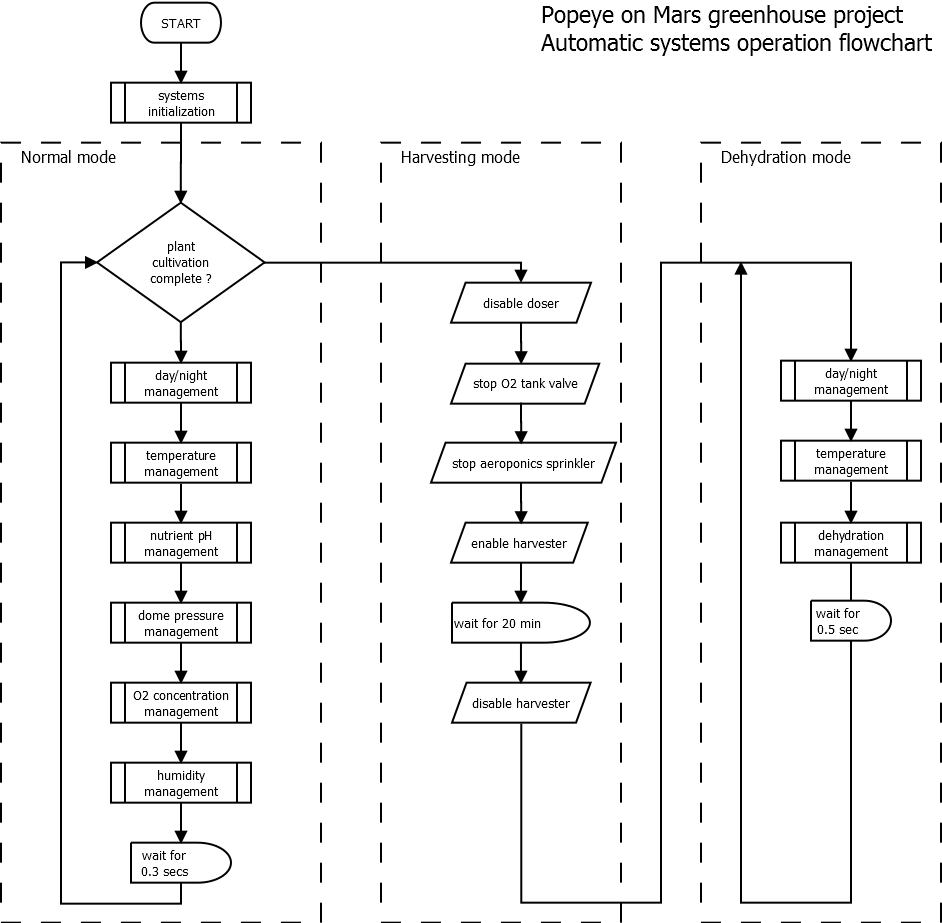 Popeye on Mars greenhouse project
Automatic systems operation flowchart
START
systems
initialization
Normal mode
plant
cultivation
complete ?
day/night
management
temperature
management
nutrient pH
management
dome pressure
management
O2 concentration
management
humidity
management
wait for
0.3 secs
Harvesting mode
disable doser
stop O2 tank valve
stop aeroponics sprinkler
enable harvester
wait for 20 min
disable harvester
Dehydration mode
day/night
management
temperature
management
dehydration
management
wait for
0.5 sec